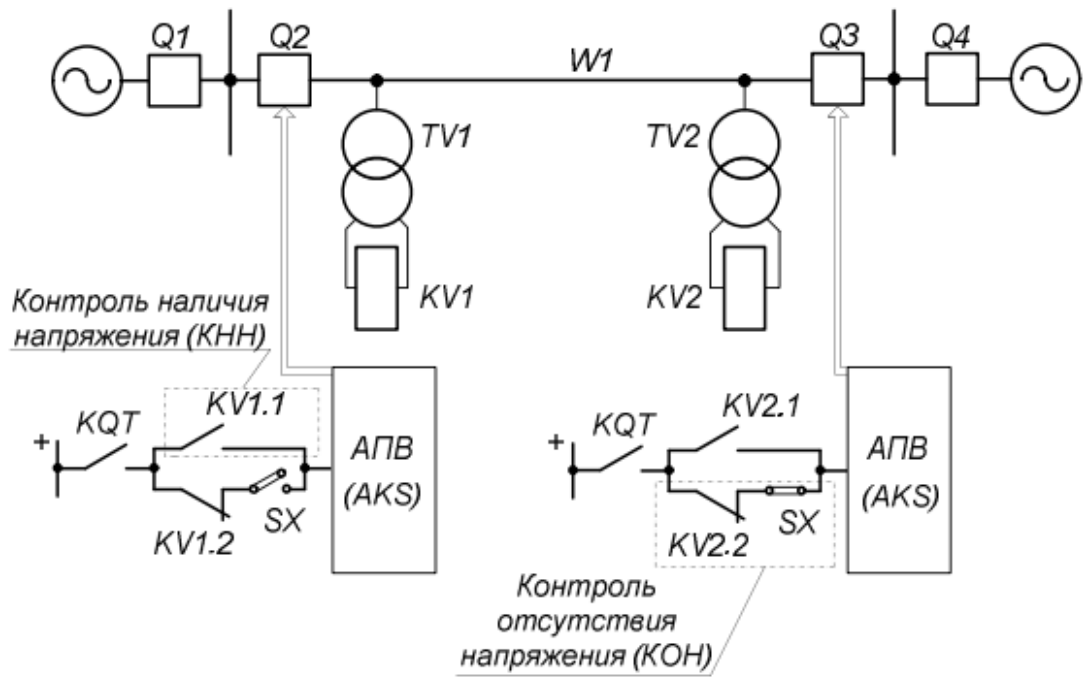 Q1
Q2
W1
Q3
Q4
TV1
TV2
KV1
KV2
Контроль наличия
напряжения (КНН)
+
KQT
KV1.1
KV1.2
SX
АПВ
(AKS)
+
KQT
KV2.1
KV2.2
SX
АПВ
(AKS)
Контроль
отсутствия
напряжения (КОН)